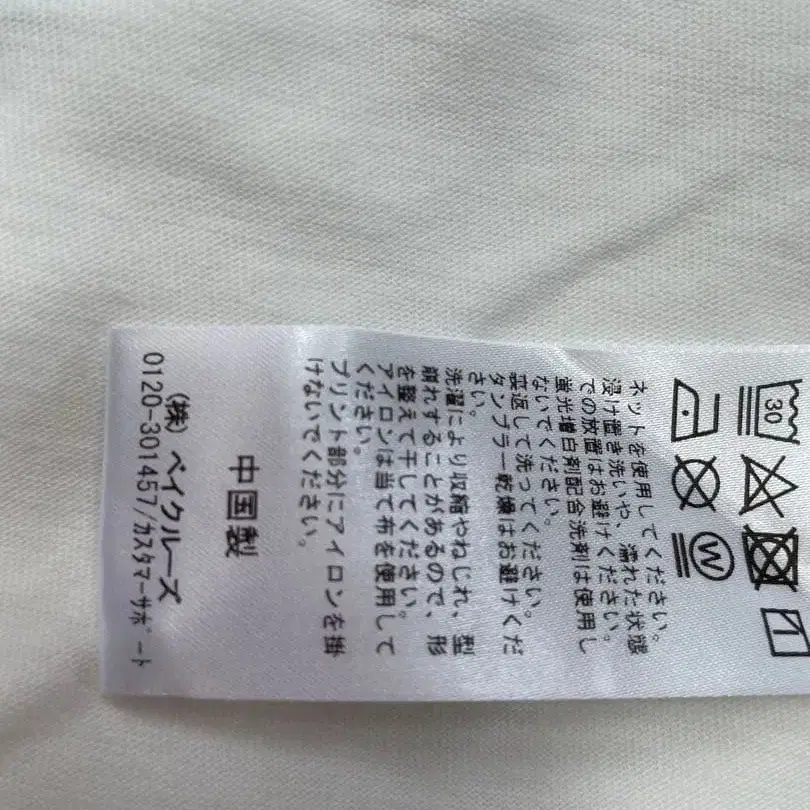 30
W
ネットを使用してください。
浸け置き洗いや、濡れた状態
での放置はお避けください。
蛍光増白剤配合洗剤は使用し
ないでください。
裏返して洗ってください。
タンブラー乾燥はお避けくだ
さい。
洗濯により収縮やねじれ、型
崩れすることがあるので、形
を整えて干してください。
アイロンは当て布を使用して
ください。
プリント部分にアイロンを掛
けないでください。
中国製
(株)ベイクルーズ
0120-301457/カスタマーサポート